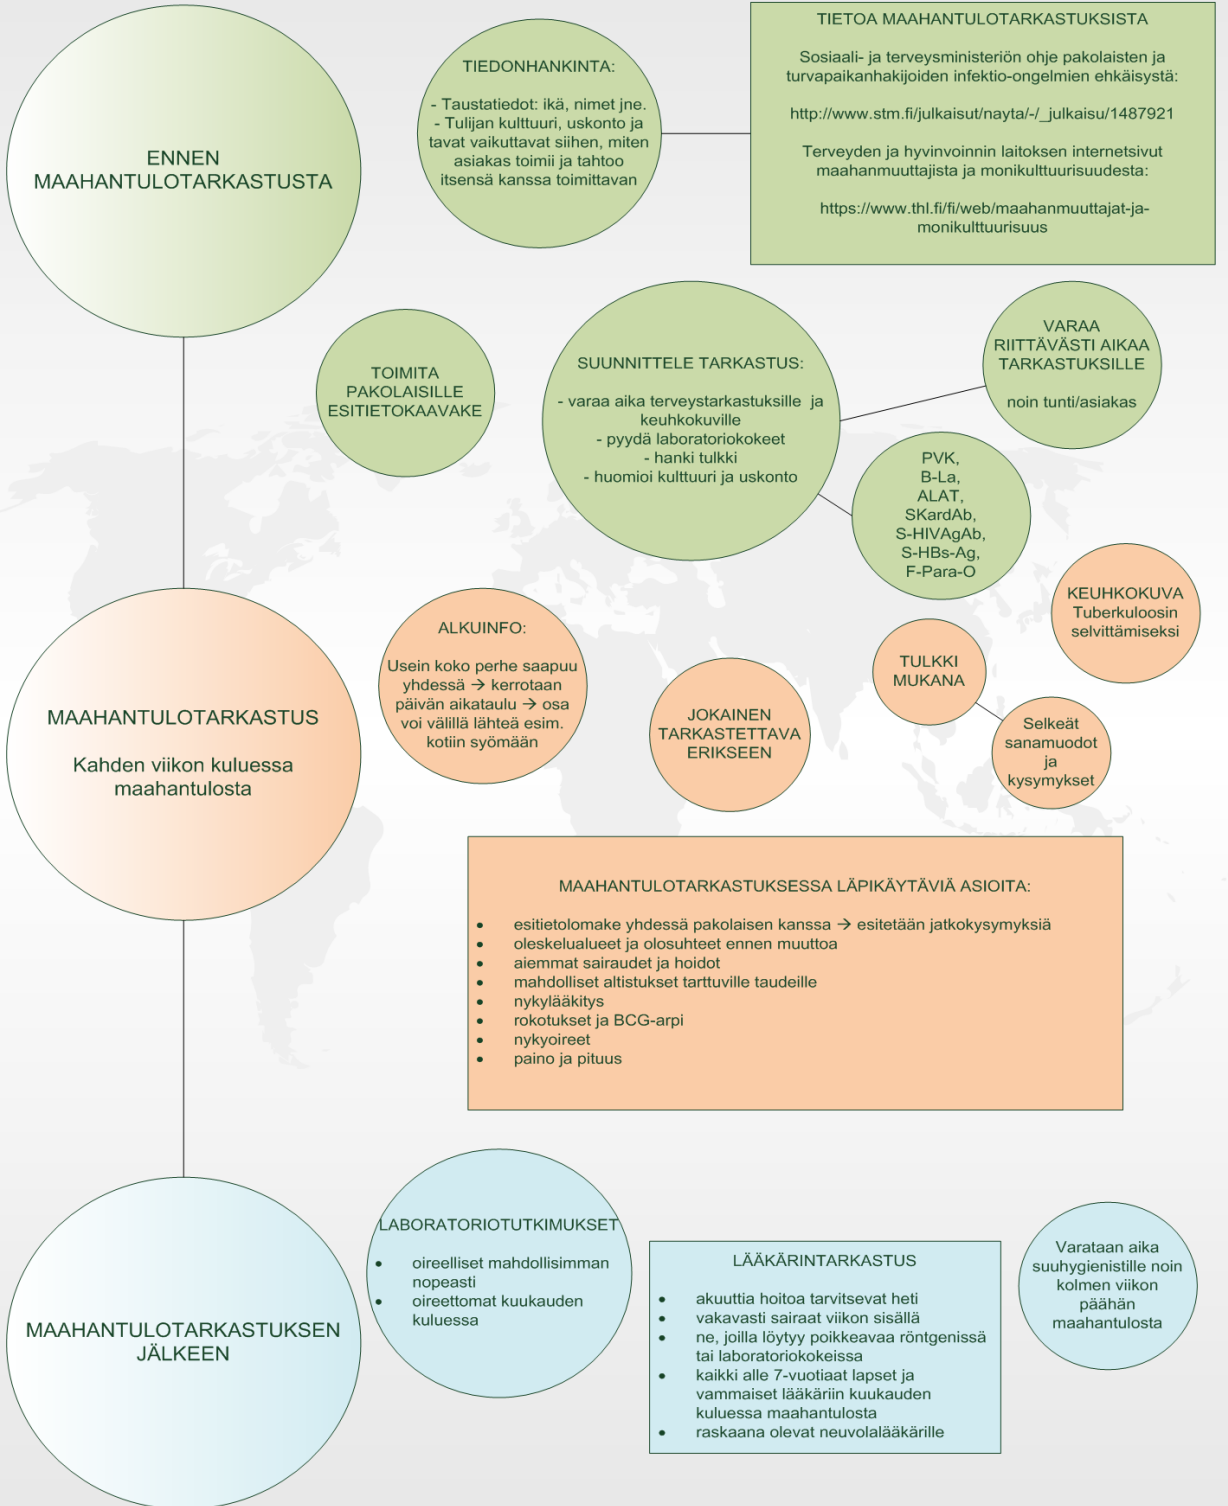 ENNEN
MAAHANTULOTARKASTUSTA
TIEDONHANKINTA:
- Taustatiedot: ikä, nimet jne.
- Tulijan kulttuuri, uskonto ja
tavat vaikuttavat siihen, miten
asiakas toimii ja tahtoo
itsensä kanssa toimittavan
TIETOA MAAHANTULOTARKASTUKSISTA
Sosiaali- ja terveysministeriön ohje pakolaisten ja
turvapaikanhakijoiden infektio-ongelmien ehkäisystä:
http://www.stm.fi/julkaisut/nayta/-/_julkaisu/1487921
Terveyden ja hyvinvoinnin laitoksen internetsivut
maahanmuuttajista ja monikulttuurisuudesta:
https://www.thl.fi/fi/web/maahanmuuttajat-ja-
monikulttuurisuus
TOIMITA
PAKOLAISILLE
ESITIETOKAAVAKE
SUUNNITTELE TARKASTUS:
- varaa aika terveystarkastuksille ja
keuhkokuville
- pyydä laboratoriokokeet
- hanki tulkki
- huomioi kulttuuri ja uskonto
VARAA
RIITTÄVÄSTI AIKAA
TARKASTUKSILLE
noin tunti/asiakas
PVK,
B-La,
ALAT,
SKardAb,
S-HIVAgAb,
S-HBs-Ag,
F-Para-O
MAAHANTULOTARKASTUS
Kahden viikon kuluessa
maahantulosta
ALKUINFO:
Usein koko perhe saapuu
yhdessä → kerrotaan
päivän aikataulu → osa
voi välillä lähteä esim.
kotiin syömään
JOKAINEN
TARKASTETTAVA
ERIKSEEN
TULKKI
MUKANA
Selkeät
sanamuodot
ja
kysymykset
KEUHKOKUVA
Tuberkuloosin
selvittämiseksi
MAAHANTULOTARKASTUKSESSA LÄPIKÄYTÄVIÄ ASIOITA:
• esitietolomake yhdessä pakolaisen kanssa → esitetään jatkokysymyksiä
• oleskelualueet ja olosuhteet ennen muuttoa
• aiemmat sairaudet ja hoidot
• mahdolliset altistukset tarttuville taudeille
• nykylääkitys
• rokotukset ja BCG-arpi
• nykyoireet
• paino ja pituus
MAAHANTULOTARKASTUKSEN
JÄLKEEN
LABORATORIOTUTKIMUKSET
• oireelliset mahdollisimman
nopeasti
• oireettomat kuukauden
kuluessa
LÄÄKÄRINTARKASTUS
• akuuttia hoitoa tarvitsevat heti
• vakavasti sairaat viikon sisällä
• ne, joilla löytyy poikkeavaa röntgenissä
tai laboratoriokokeissa
• kaikki alle 7-vuotiaat lapset ja
vammaiset lääkäriin kuukauden
kuluessa maahantulosta
• raskaana olevat neuvolalääkärille
Varataan aika
suuhygienistille noin
kolmen viikon
päähän
maahantulosta